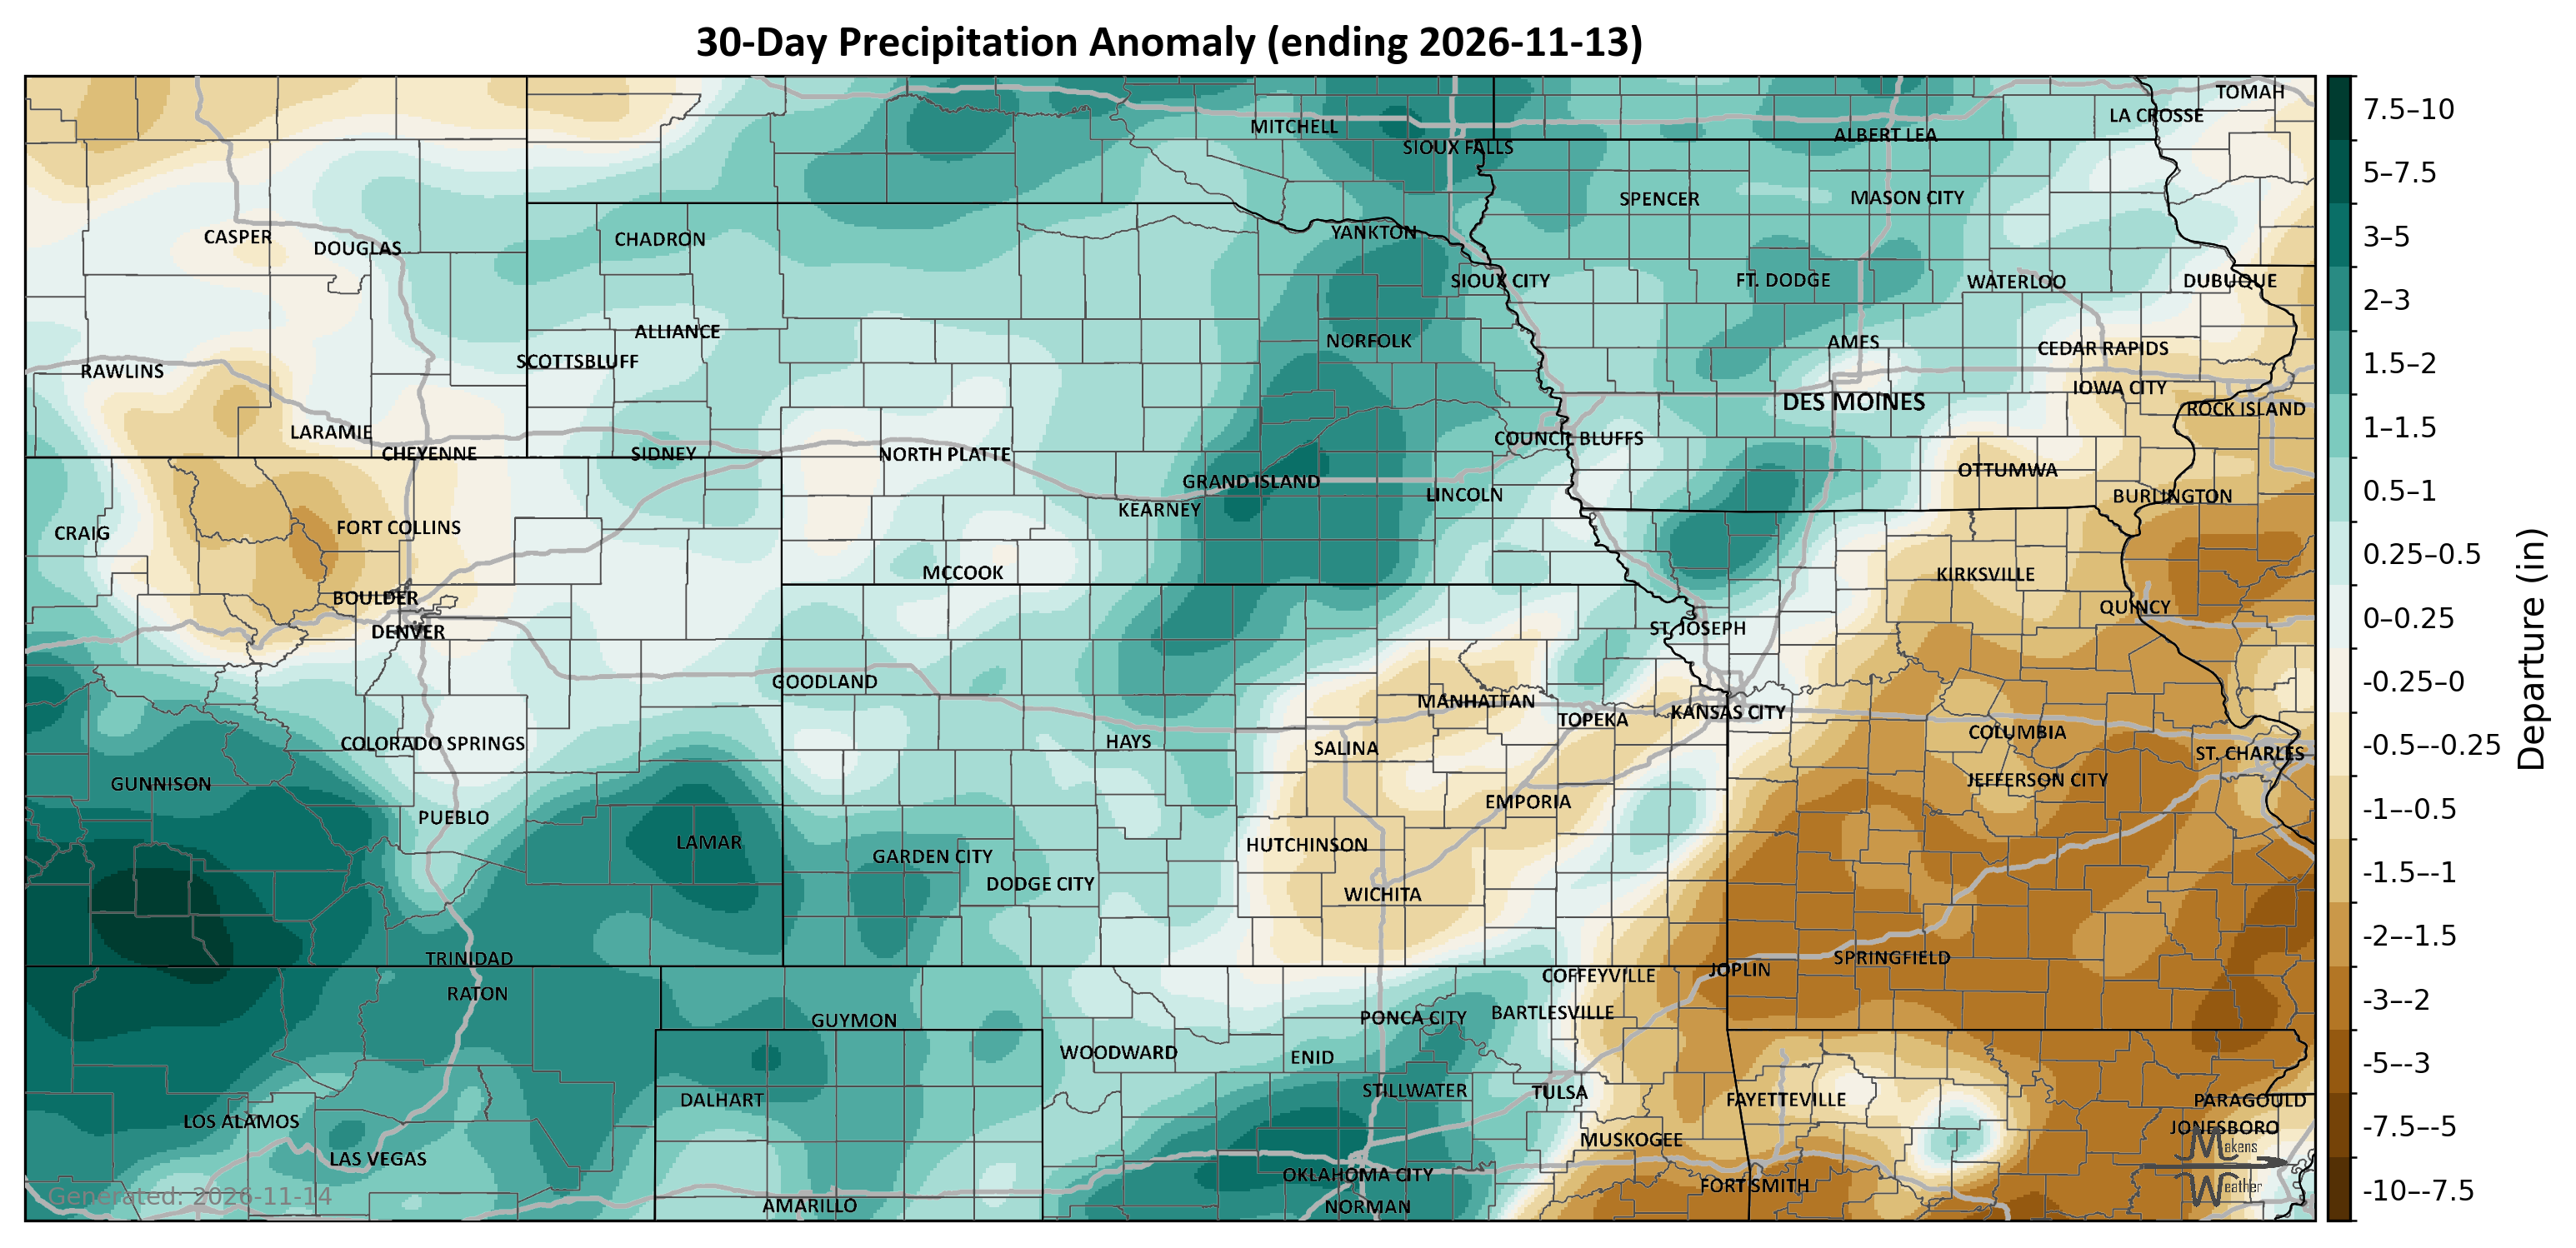 30-Day Precipitation Anomaly (ending 2026-11-13)
TOMAH
LA CROSSE
MITCHELL
ALBERT LEA
SIOUX FALLS
SPENCER
MASON CITY
YANKTON
CASPER
CHADRON
DOUGLAS
SIOUX CITY
FT. DODGE
WATERLOO
DUBUQUE
ALLIANCE
NORFOLK
AMES
CEDAR RAPIDS
SCOTTSBLUFF
RAWLINS
IOWA CITY
DES MOINES
ROCK ISLAND
LARAMIE
COUNCIL BLUFFS
CHEYENNE
SIDNEY
NORTH PLATTE
OTTUMWA
GRAND ISLAND
LINCOLN
BURLINGTON
KEARNEY
CRAIG
FORT COLLINS
MCCOOK
KIRKSVILLE
BOULDER
QUINCY
DENVER
ST. JOSEPH
GOODLAND
MANHATTAN
TOPEKA
KANSAS CITY
COLUMBIA
COLORADO SPRINGS
HAYS
SALINA
ST. CHARLES
GUNNISON
JEFFERSON CITY
EMPORIA
PUEBLO
LAMAR
HUTCHINSON
GARDEN CITY
DODGE CITY
WICHITA
TRINIDAD
SPRINGFIELD
JOPLIN
COFFEYVILLE
RATON
GUYMON
PONCA CITY
BARTLESVILLE
WOODWARD
ENID
STILLWATER
TULSA
DALHART
FAYETTEVILLE
PARAGOULD
LOS ALAMOS
JONESBORO
MUSKOGEE
LAS VEGAS
OKLAHOMA CITY
FORT SMITH
AMARILLO
NORMAN
Generated: 2026-11-14
Makens
Weather
7.5–10
5–7.5
3–5
2–3
1.5–2
1–1.5
0.5–1
0.25–0.5
0–0.25
-0.25–0
-0.5–-0.25
-1–-0.5
-1.5–-1
-2–-1.5
-3–-2
-5–-3
-7.5–-5
-10–-7.5
Departure (in)